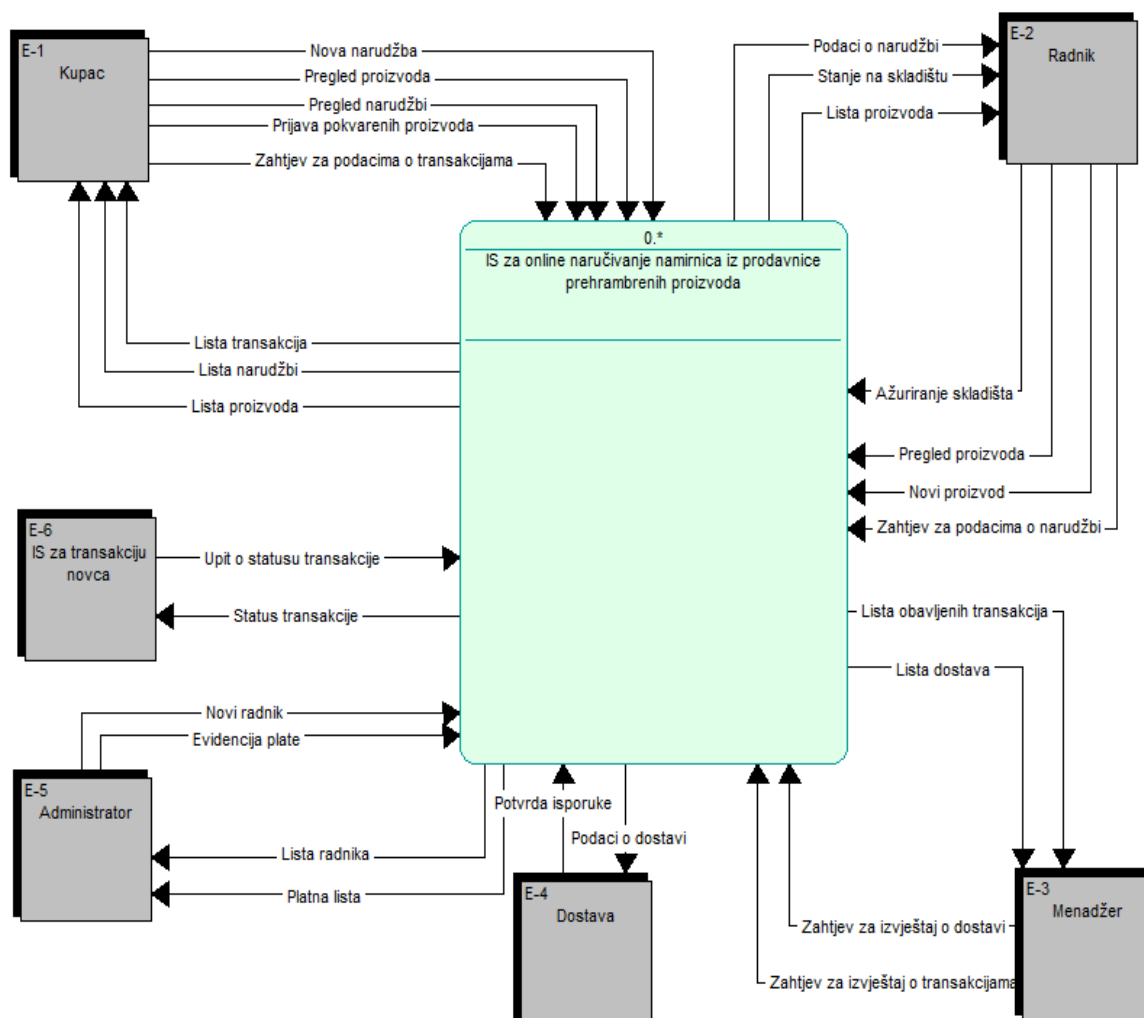 E-1
Kupac
Nova narudžba
Pregled proizvoda
Pregled narudžbi
Prijava pokvarenih proizvoda
Zahtjev za podacima o transakcijama
Podaci o narudžbi
Stanje na skladištu
Lista proizvoda
E-2
Radnik
0.*
IS za online naručivanje namirnica iz prodavnice
prehrambrenih proizvoda
Lista transakcija
Lista narudžbi
Lista proizvoda
Ažuriranje skladišta
Pregled proizvoda
Novi proizvod
Zahtjev za podacima o narudžbi
E-6
IS za transakciju
novca
Upit o statusu transakcije
Status transakcije
Lista obavljenih transakcija
Lista dostava
Novi radnik
Evidencija plate
E-5
Administrator
Lista radnika
Platna lista
Potvrda isporuke
Podaci o dostavi
E-4
Dostava
E-3
Menadžer
Zahtjev za izvještaj o dostavi
Zahtjev za izvještaj o transakcijama